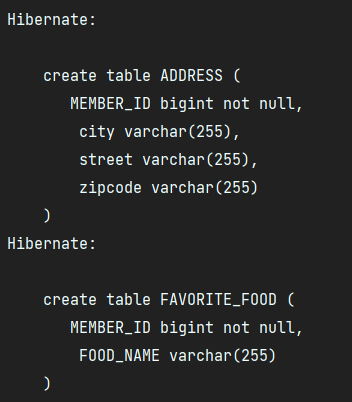 Hibernate:
create table ADDRESS (
MEMBER_ID bigint not null,
city varchar(255),
street varchar(255),
zipcode varchar(255)
)
Hibernate:
create table FAVORITE_FOOD (
MEMBER_ID bigint not null,
FOOD_NAME varchar(255)
)